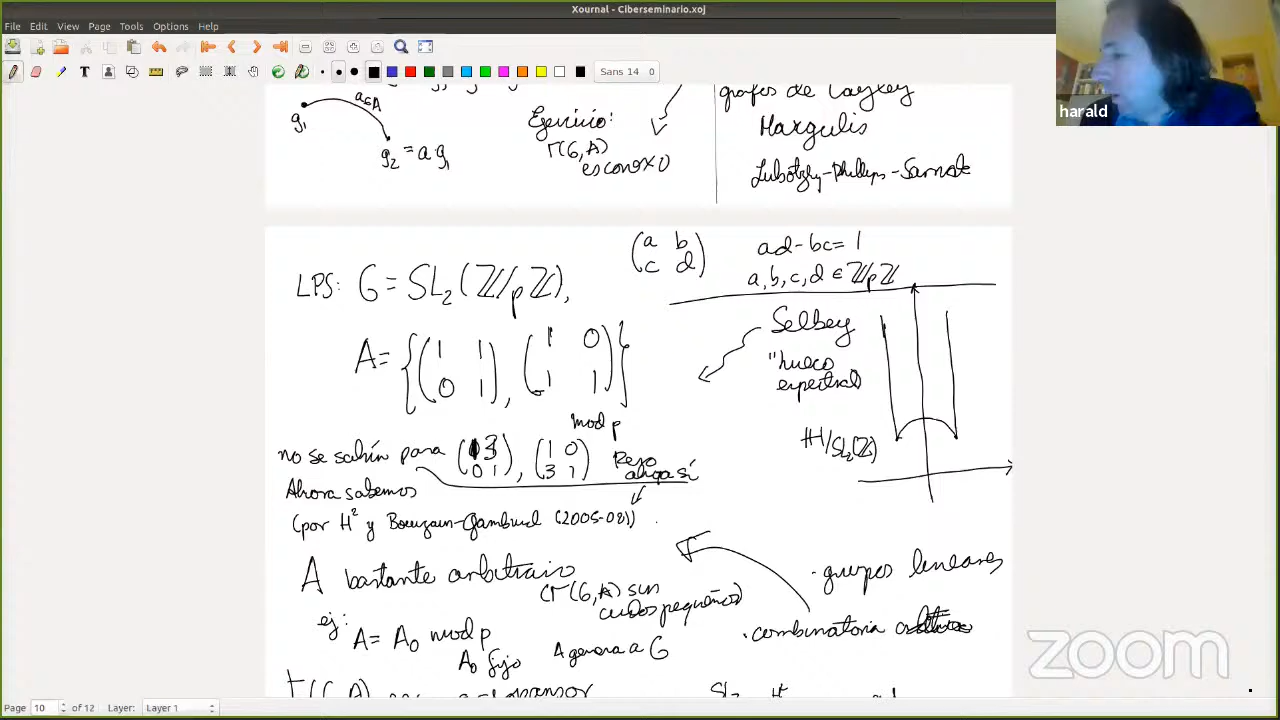 Xournal - Ciberseminario.xoj
File Edit View Page Tools Options Help
Sans 14 0
harald
a∈A
g₁
g₂ = a g₁
Ejercicio:
Γ(G,A)
es conexo
grafos de Cayley
Margulis
Lubotzky-Phillips-Sarnak
LPS: G = SL₂(ℤ/pℤ),
(a b
c d)
ad - bc = 1
a, b, c, d ∈ ℤ/pℤ
A = {(1 1
0 1), (1 0
1 1)}
mod p
"hueco
espectral
ℍ/SL₂(ℤ)
no se sabía para (1 3
0 1), (1 0
3 1)
Pero
ahora sí
Ahora sabemos
(por H² y Bourgain-Gamburd (2005-08))
A bastante arbitrario
(Γ(G,A) sin
ciclos pequeños)
ej:
A = A₀ mod p
A₀ fijo
A genera a G
· grupos lineares
· combinatoria
SL₂
zoom
Page 10 of 12 Layer: Layer 1